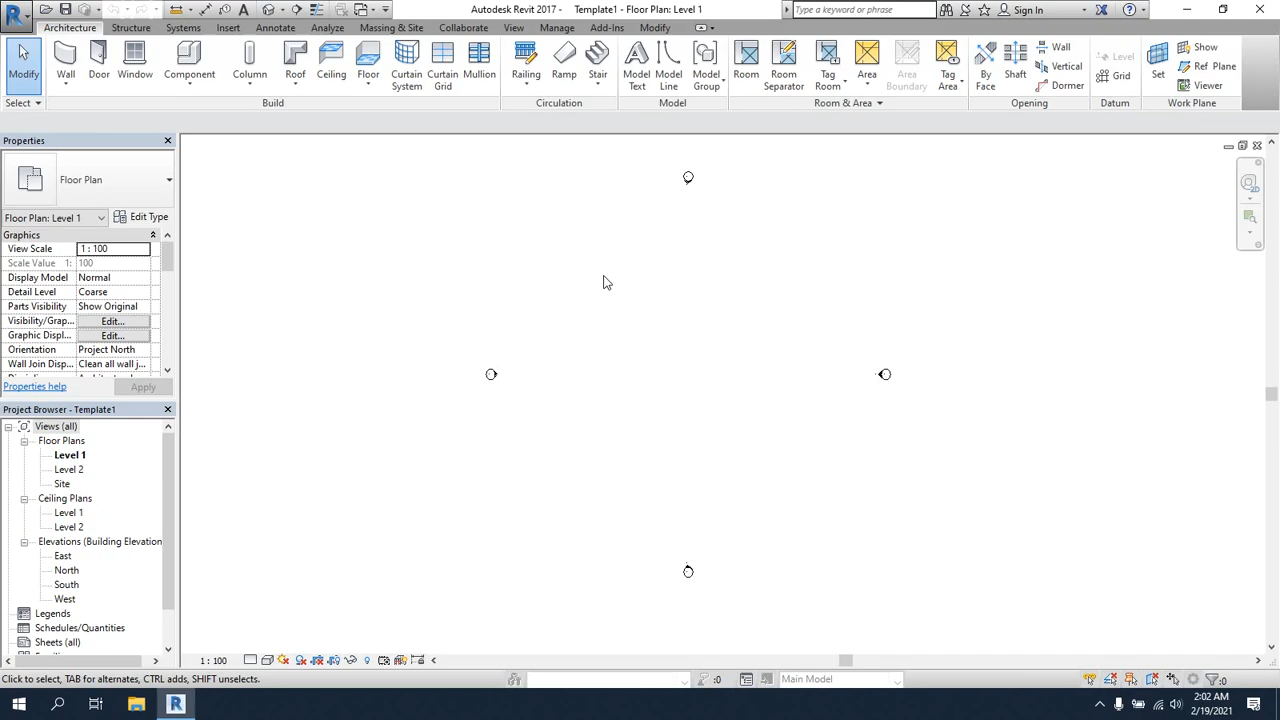 Autodesk Revit 2017 - Template1 - Floor Plan: Level 1
Type a keyword or phrase
Sign In
Architecture Structure Systems Insert Annotate Analyze Massing & Site Collaborate View Manage Add-Ins Modify
Modify
Wall
Door
Window
Component
Column
Roof
Ceiling
Floor
Curtain System
Curtain Grid
Mullion
Railing
Ramp
Stair
Model Text
Model Line
Model Group
Room
Room Separator
Tag Room
Area
Area Boundary
Tag Area
By Face
Shaft
Wall
Vertical
Dormer
Level
Grid
Set
Show
Ref Plane
Viewer
Select Build Circulation Model Room & Area Opening Datum Work Plane
Properties
Floor Plan
Floor Plan: Level 1 Edit Type
Graphics
View Scale 1 : 100
Scale Value 1: 100
Display Model Normal
Detail Level Coarse
Parts Visibility Show Original
Visibility/Grap... Edit...
Graphic Displ... Edit...
Orientation Project North
Wall Join Disp... Clean all wall j...
Properties help Apply
Project Browser - Template1
Views (all)
Floor Plans
Level 1
Level 2
Site
Ceiling Plans
Level 1
Level 2
Elevations (Building Elevation
East
North
South
West
Legends
Schedules/Quantities
Sheets (all)
1 : 100
Click to select, TAB for alternates, CTRL adds, SHIFT unselects.
:0
Main Model
:0
2:02 AM
2/19/2021